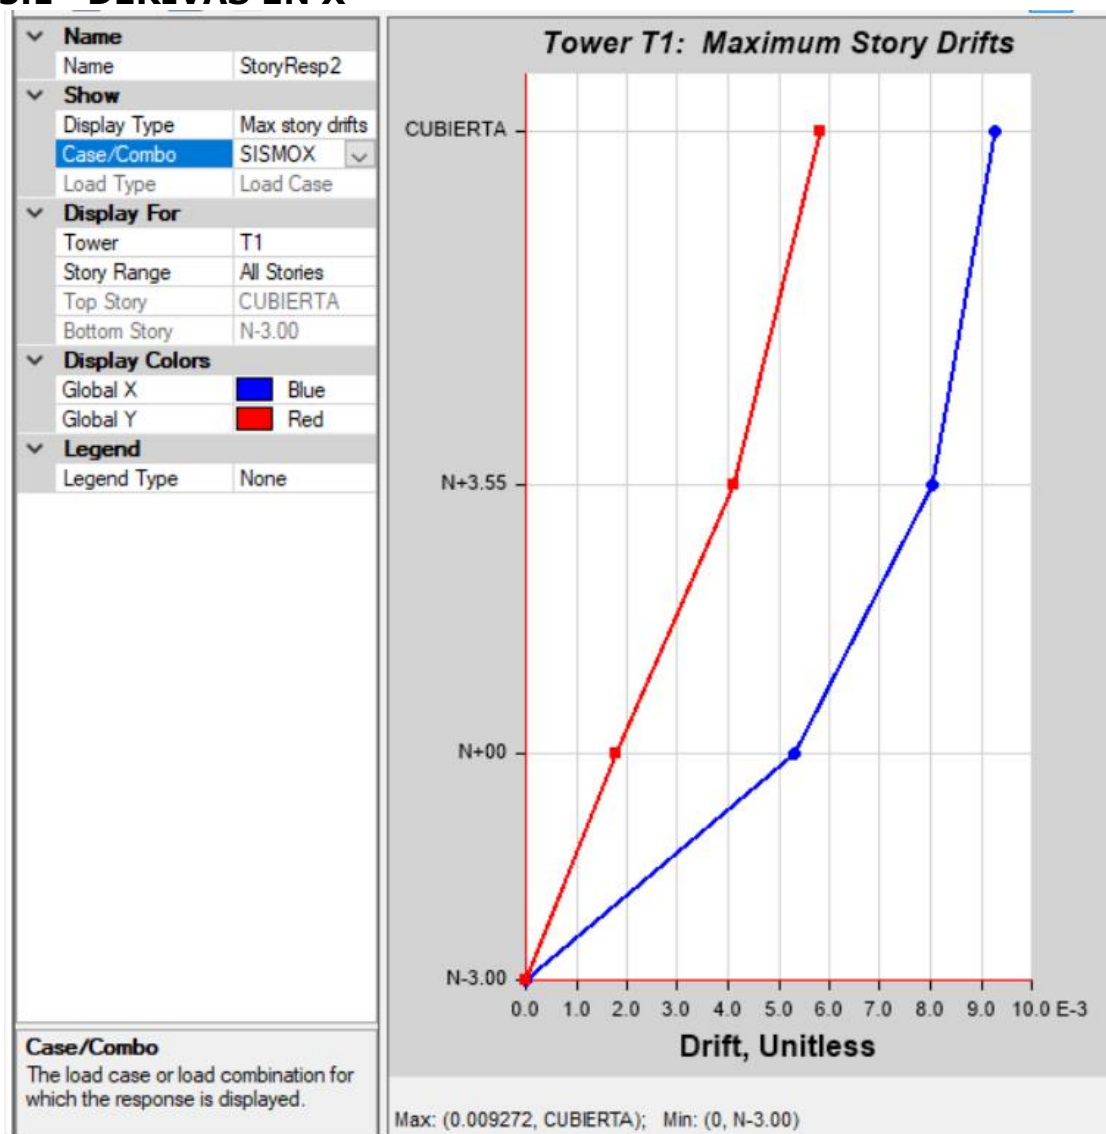 DERIVAS EN X
Name
Name StoryResp2
Show
Display Type Max story drifts
Case/Combo SISMOX
Load Type Load Case
Display For
Tower T1
Story Range All Stories
Top Story CUBIERTA
Bottom Story N-3.00
Display Colors
Global X Blue
Global Y Red
Legend
Legend Type None
Case/Combo
The load case or load combination for
which the response is displayed.
Tower T1: Maximum Story Drifts
CUBIERTA
N+3.55
N+00
N-3.00
0.0 1.0 2.0 3.0 4.0 5.0 6.0 7.0 8.0 9.0 10.0 E-3
Drift, Unitless
Max: (0.009272, CUBIERTA); Min: (0, N-3.00)